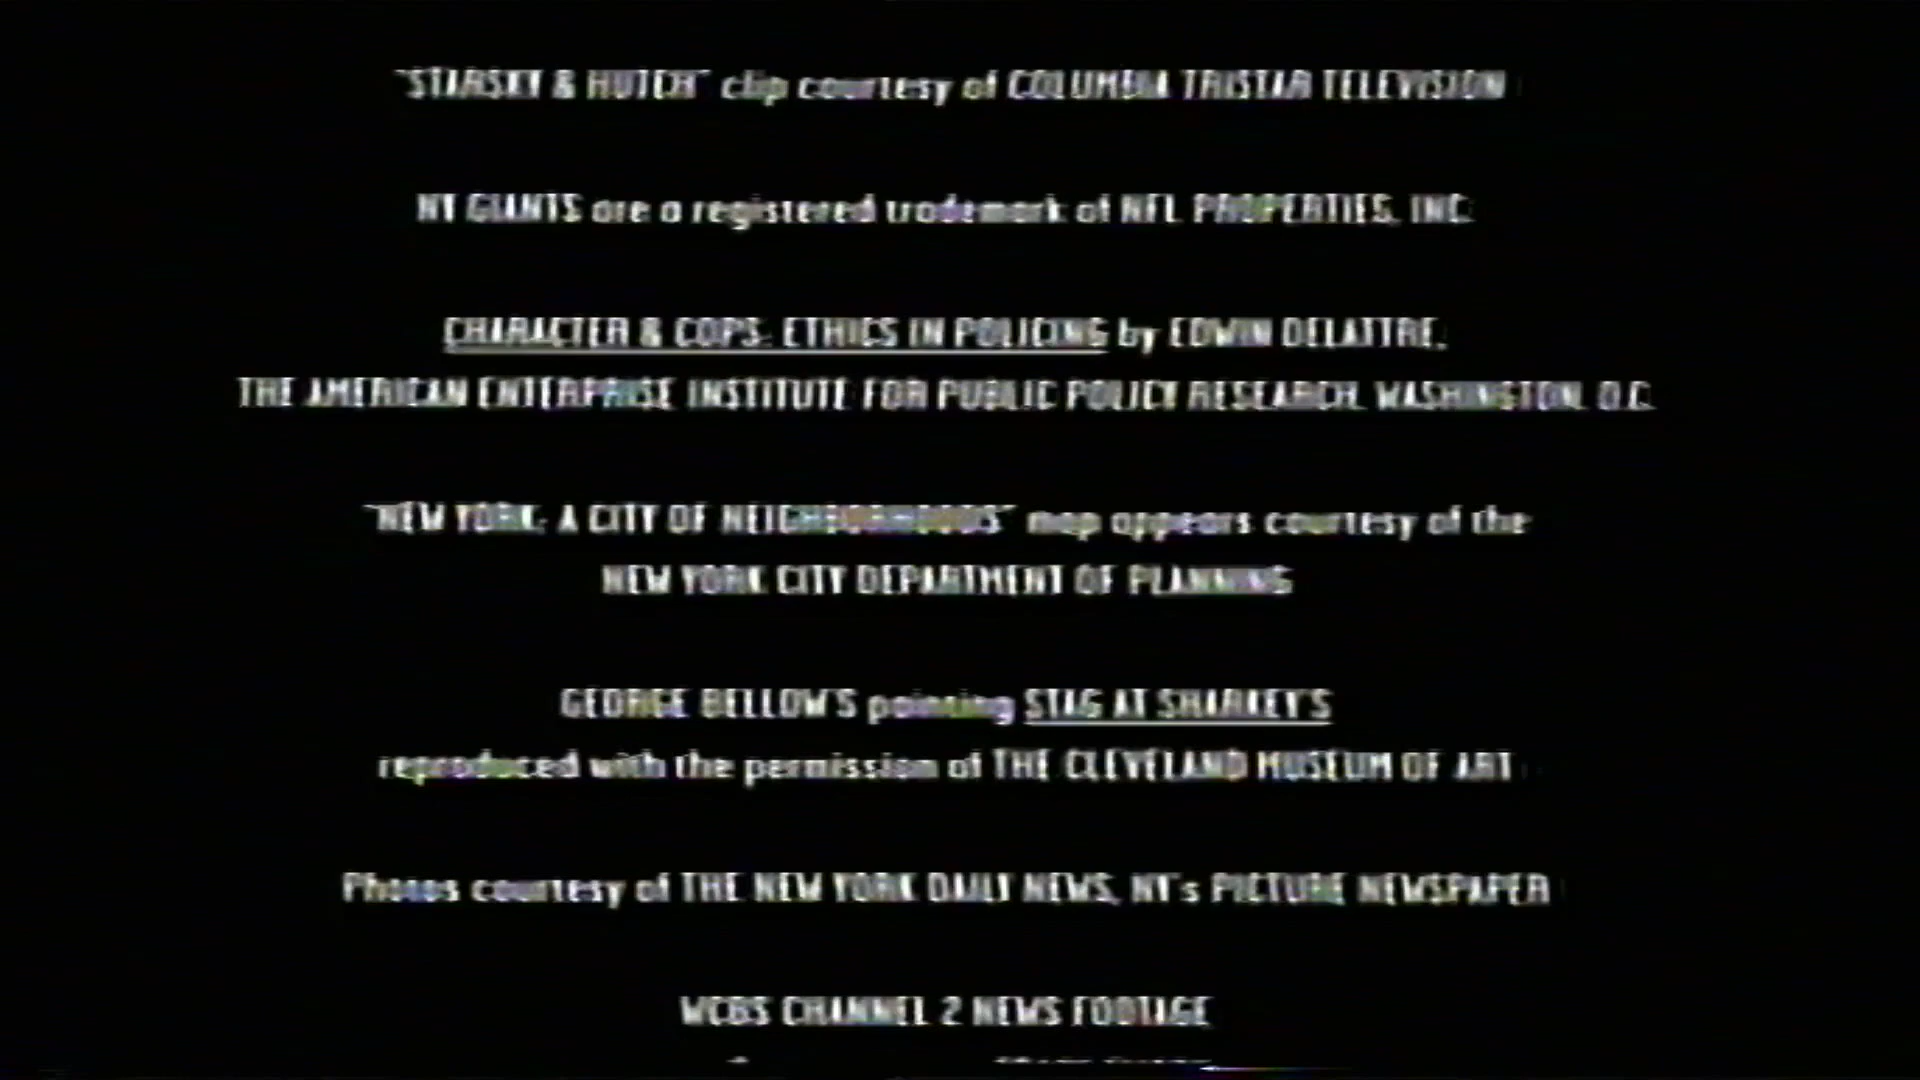 "STARSKY & HUTCH" clip courtesy of COLUMBIA TRISTAR TELEVISION
NY GIANTS are a registered trademark of NFL PROPERTIES, INC.
CHARACTER & COPS: ETHICS IN POLICING by EDWIN DELATTRE,
THE AMERICAN ENTERPRISE INSTITUTE FOR PUBLIC POLICY RESEARCH, WASHINGTON, D.C.
"NEW YORK: A CITY OF NEIGHBORHOODS" map appears courtesy of the
NEW YORK CITY DEPARTMENT OF PLANNING
GEORGE BELLOW'S painting STAG AT SHARKEY'S
reproduced with the permission of THE CLEVELAND MUSEUM OF ART
Photos courtesy of THE NEW YORK DAILY NEWS, NY's PICTURE NEWSPAPER
WCBS CHANNEL 2 NEWS FOOTAGE